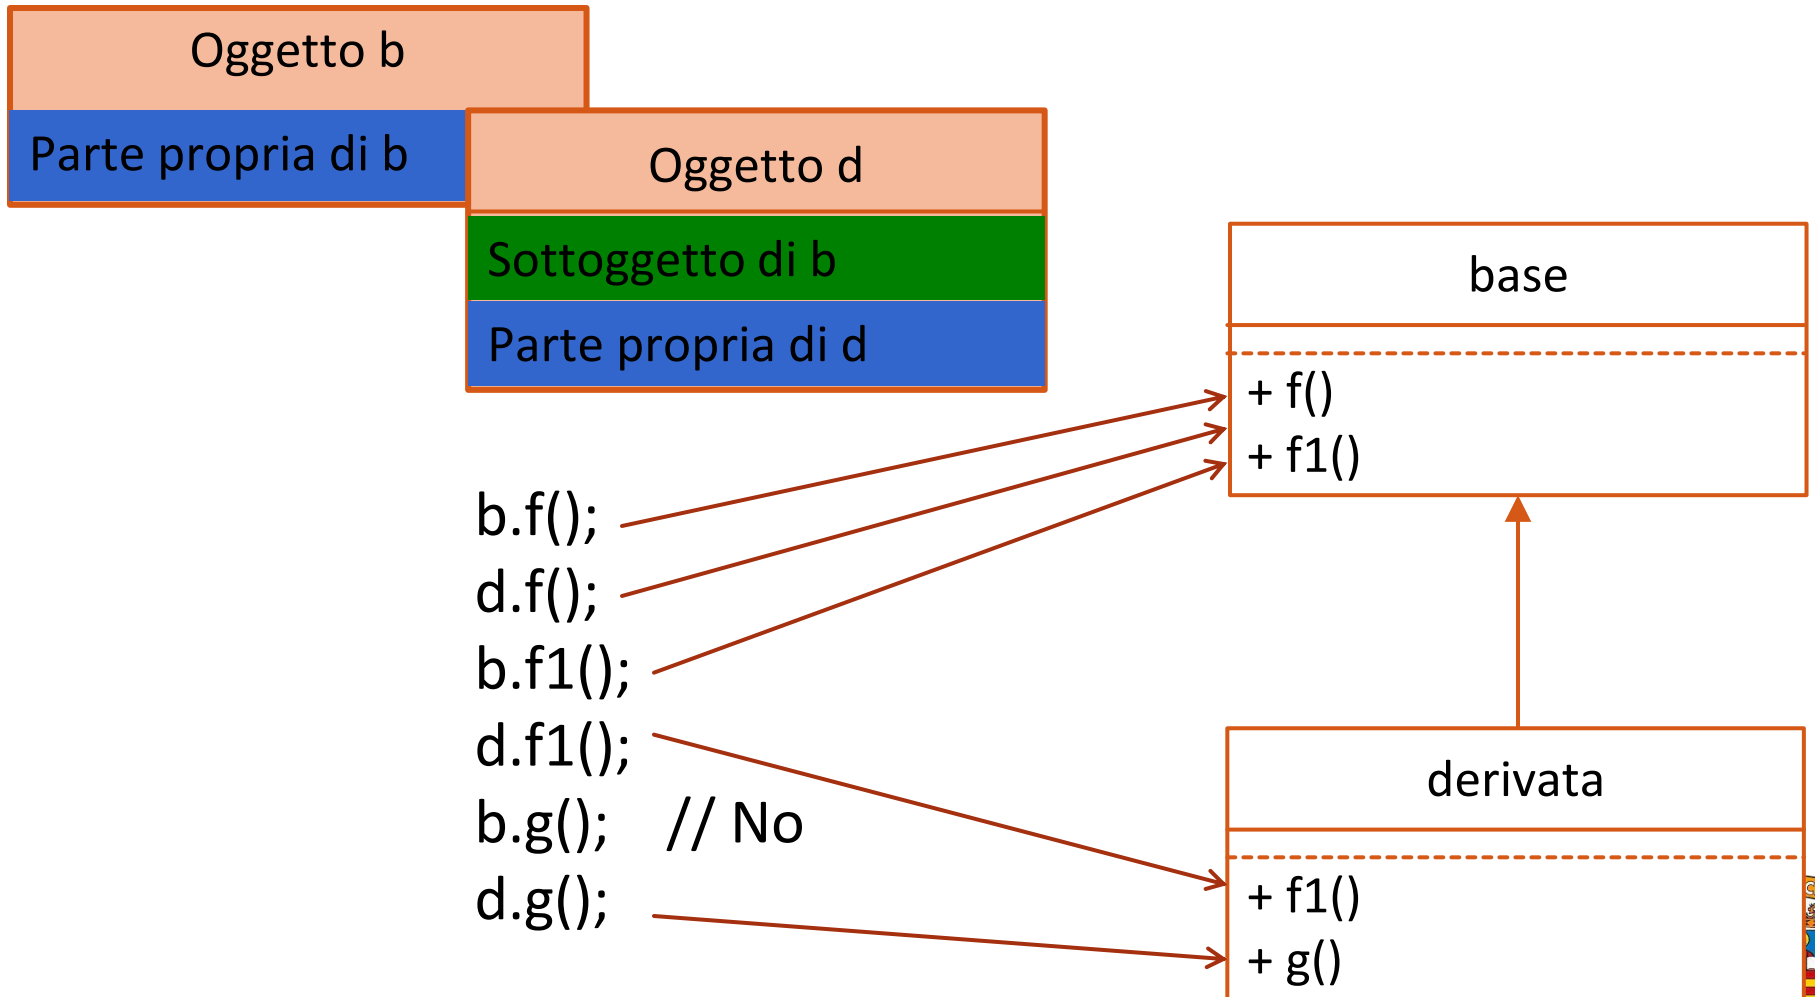 Oggetto b
Parte propria di b
Oggetto d
Sottoggetto di b
Parte propria di d
base
+ f()
+ f1()
b.f();
d.f();
b.f1();
d.f1();
b.g(); // No
d.g();
derivata
+ f1()
+ g()